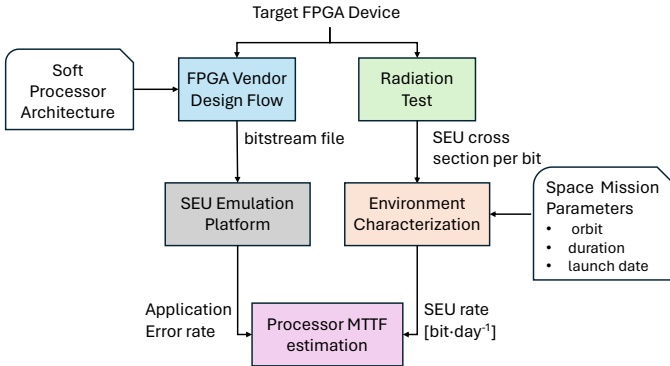 Target FPGA Device
Soft
Processor
Architecture
FPGA Vendor
Design Flow
Radiation
Test
bitstream file
SEU cross
section per bit
SEU Emulation
Platform
Environment
Characterization
Space Mission
Parameters
• orbit
• duration
• launch date
Application
Error rate
Processor MTTF
estimation
SEU rate
[bit·day⁻¹]